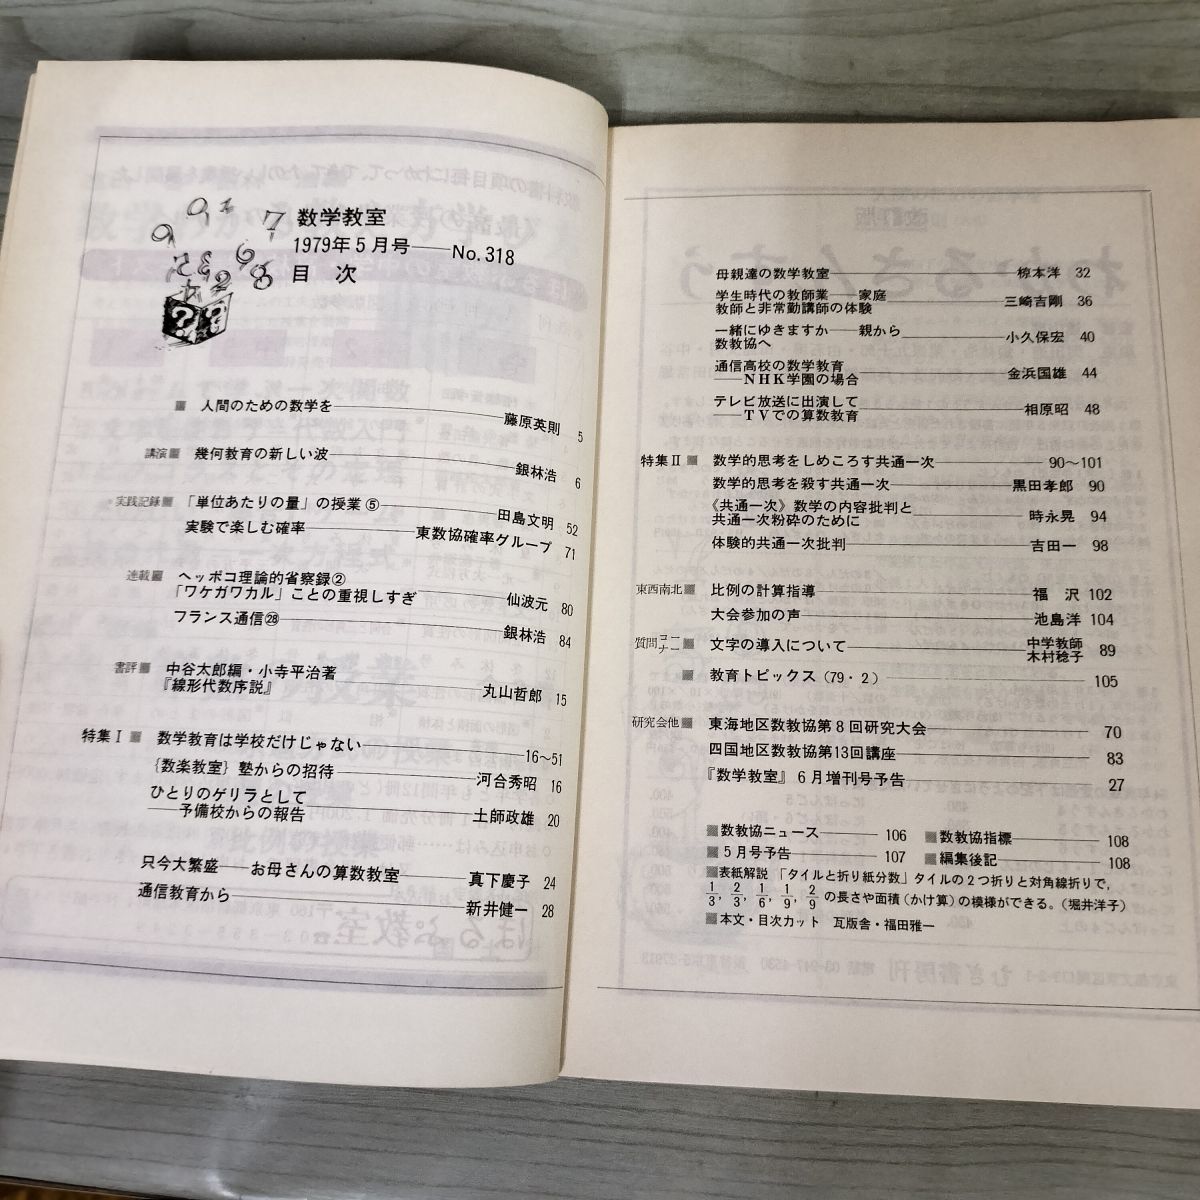 数学教室
1979年5月号――No.318
目次
■ 人間のための数学を――藤原英則 5
講演■ 幾何教育の新しい波――銀林浩 6
実践記録■ 「単位あたりの量」の授業⑤――田島文明 52
実験で楽しむ確率――東数協確率グループ 71
連載■ ヘッポコ理論的省察録②
「ワケガワカル」ことの重視しすぎ――仙波元 80
フランス通信㉘――銀林浩 84
書評■ 中谷太郎編・小寺平治著
『線形代数序説』――丸山哲郎 15
特集Ⅰ■ 数学教育は学校だけじゃない――16〜51
{数楽教室}塾からの招待――河合秀昭 16
ひとりのゲリラとして
――予備校からの報告――土師政雄 20
只今大繁盛――お母さんの算数教室――真下慶子 24
通信教育から――新井健一 28
母親達の数学教室――椋本洋 32
学生時代の教師業――家庭
教師と非常勤講師の体験――三崎吉剛 36
一緒にゆきますか――親から
数教協へ――小久保宏 40
通信高校の数学教育
――NHK学園の場合――金浜国雄 44
テレビ放送に出演して
――TVでの算数教育――相原昭 48
特集Ⅱ■ 数学的思考をしめころす共通一次――90〜101
数学的思考を殺す共通一次――黒田孝郎 90
《共通一次》数学の内容批判と
共通一次粉砕のために――時永晃 94
体験的共通一次批判――吉田一 98
東西南北■ 比例の計算指導――福沢 102
大会参加の声――池島洋 104
質問コーナー■ 文字の導入について――中学教師 木村稔子 89
■ 教育トピックス(79・2)――105
研究会他■ 東海地区数教協第8回研究大会――70
四国地区数教協第13回講座――83
『数学教室』6月増刊号予告――27
■数教協ニュース――106 ■数教協指標――108
■5月号予告――107 ■編集後記――108
■表紙解説 「タイルと折り紙分数」タイルの2つ折りと対角線折りで,
1/3, 2/3, 1/6, 1/9, 2/9 の長さや面積(かけ算)の模様ができる。(堀井洋子)
■本文・目次カット 瓦版舎・福田雅一